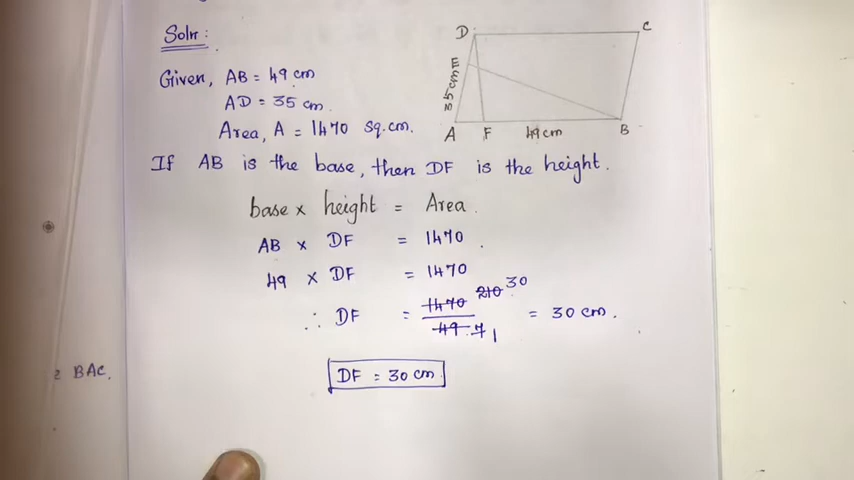 Soln:
D
C
Given, AB = 49 cm
35 cm
E
AD = 35 cm.
Area, A = 1470 sq.cm.
A
F
49cm
B
If AB is the base, then DF is the height.
base x height = Area.
AB x DF = 1470.
49 x DF = 1470
∴ DF = 1470/49 210 30 7 1 = 30 cm.
DF = 30 cm
BAC.